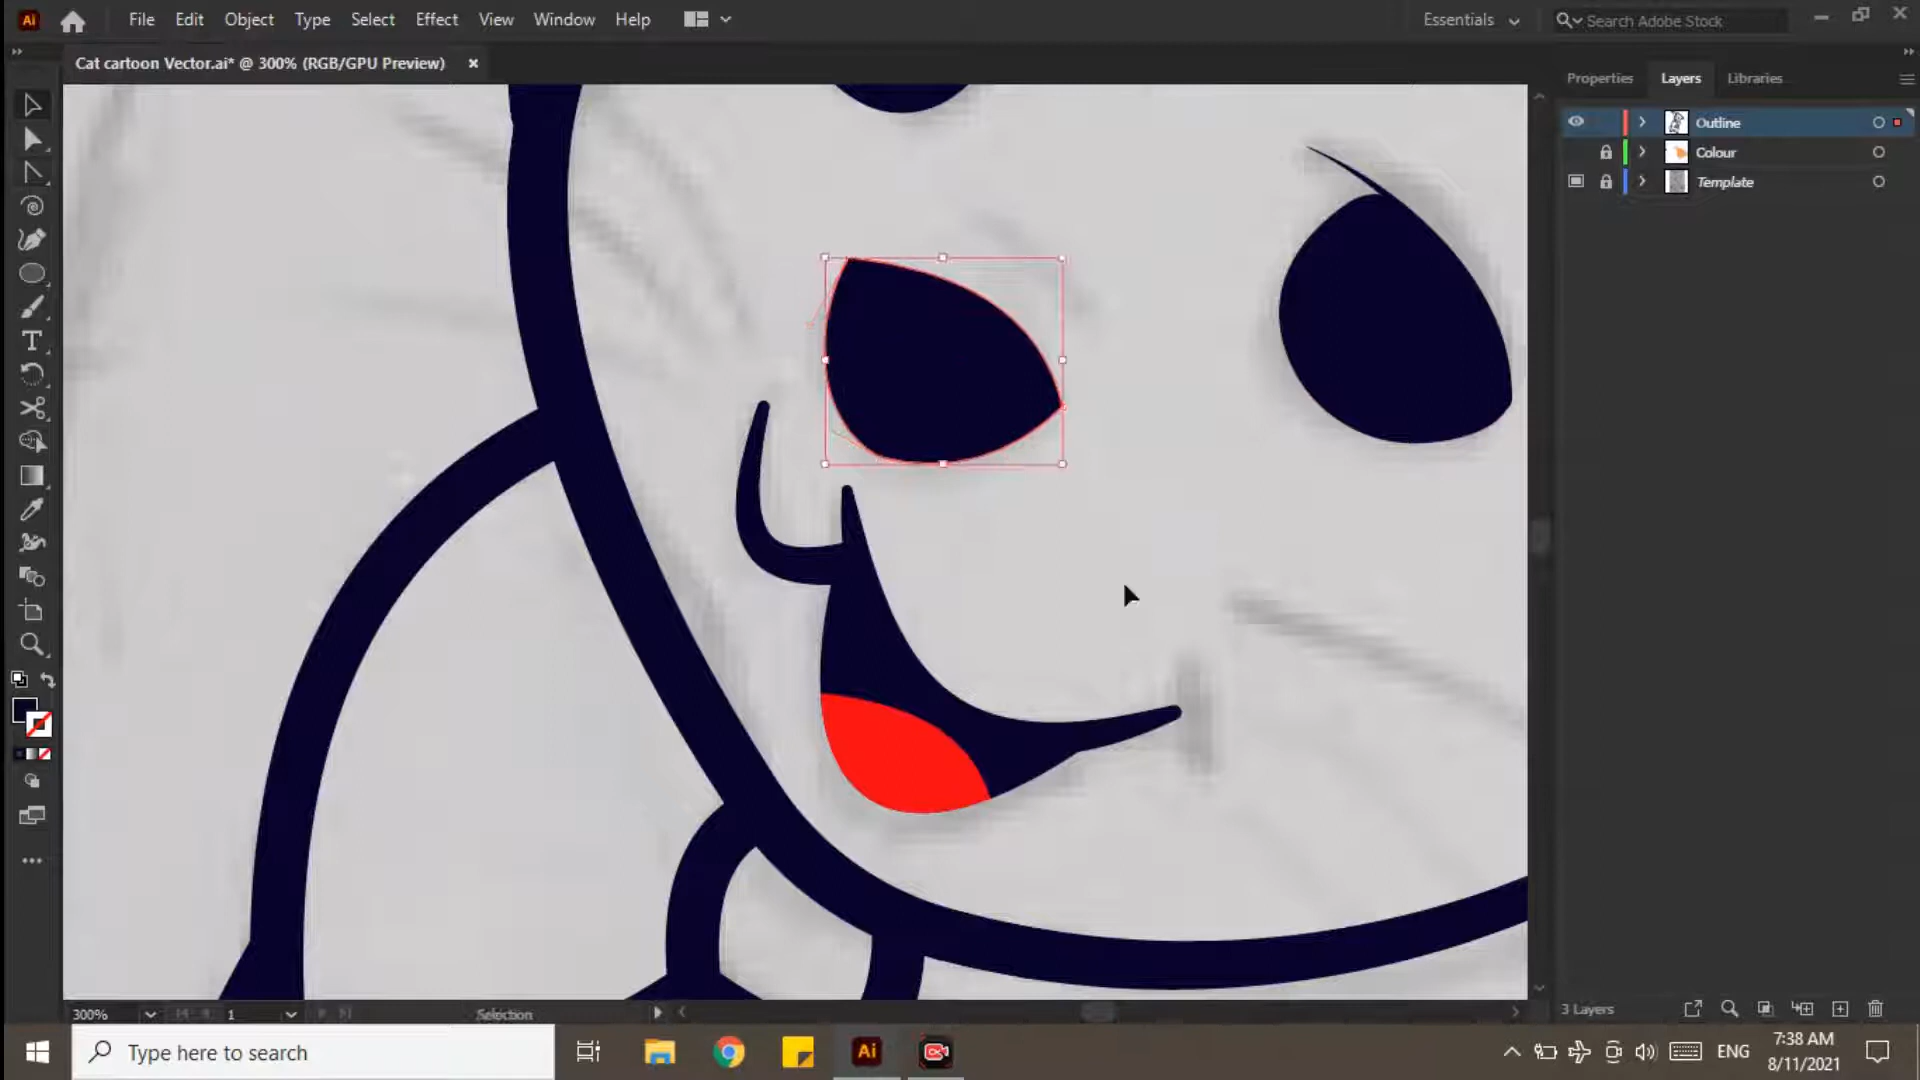 Ai File Edit Object Type Select Effect View Window Help Essentials Search Adobe Stock
Cat cartoon Vector.ai* @ 300% (RGB/GPU Preview)
Properties Layers Libraries
Outline
Colour
Template
300% 1 Selection
3 Layers
Type here to search
Ai
ENG
7:38 AM
8/11/2021